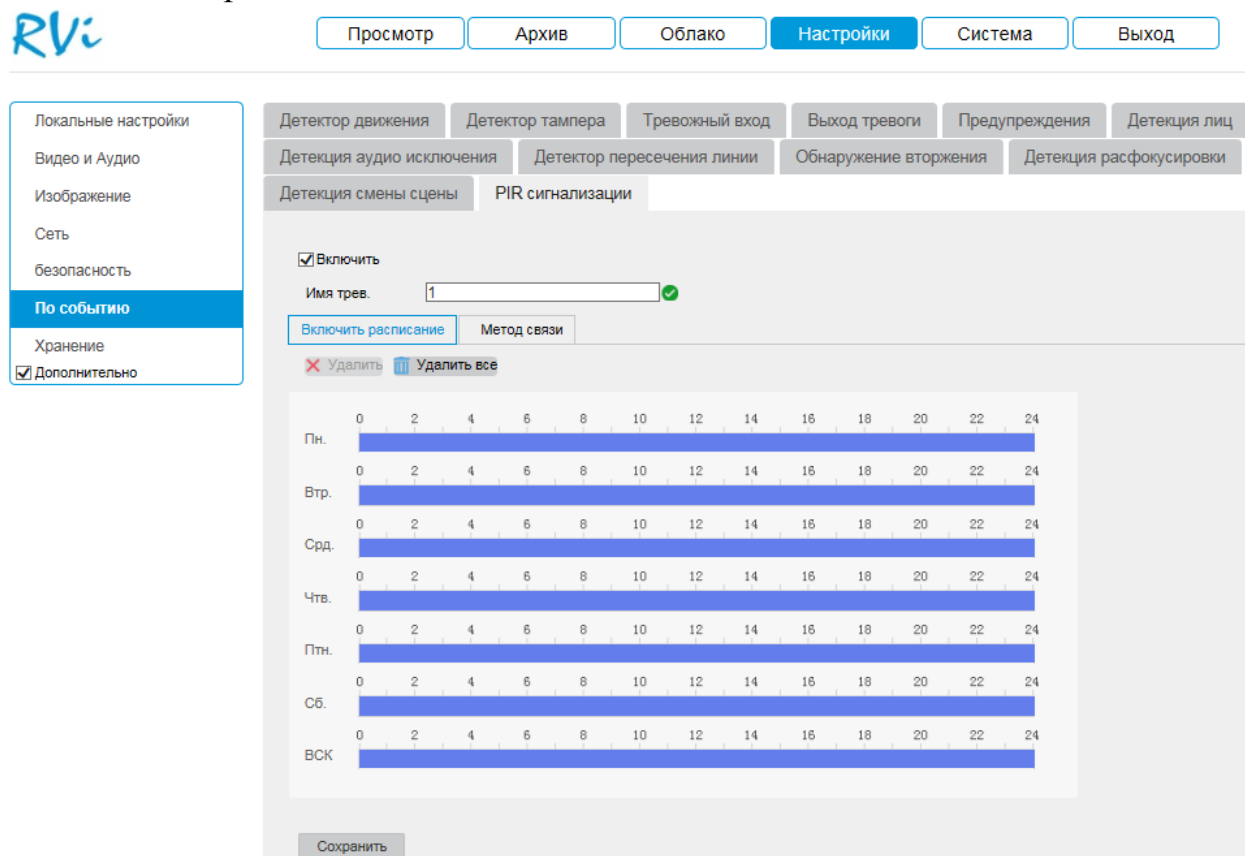 RVi
Просмотр Архив Облако Настройки Система Выход
Локальные настройки
Видео и Аудио
Изображение
Сеть
безопасность
По событию
Хранение
Дополнительно
Детектор движения Детектор тампера Тревожный вход Выход тревоги Предупреждения Детекция лиц
Детекция аудио исключения Детектор пересечения линии Обнаружение вторжения Детекция расфокусировки
Детекция смены сцены PIR сигнализации
Включить
Имя трев. 1
Включить расписание Метод связи
Удалить Удалить все
0 2 4 6 8 10 12 14 16 18 20 22 24
Пн.
0 2 4 6 8 10 12 14 16 18 20 22 24
Втр.
0 2 4 6 8 10 12 14 16 18 20 22 24
Срд.
0 2 4 6 8 10 12 14 16 18 20 22 24
Чтв.
0 2 4 6 8 10 12 14 16 18 20 22 24
Птн.
0 2 4 6 8 10 12 14 16 18 20 22 24
Сб.
0 2 4 6 8 10 12 14 16 18 20 22 24
ВСК
Сохранить